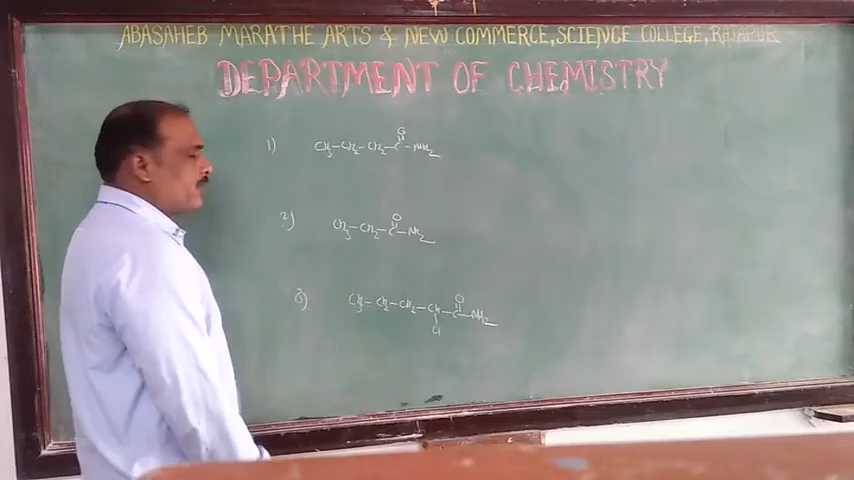 ABASAHEB MARATHE ARTS & NEW COMMERCE, SCIENCE COLLEGE, RAJAPUR
DEPARTMENT OF CHEMISTRY
O
1) CH3-CH2-CH2-C-NH2
O
2) CH3-CH2-C-NH2
O
3) CH3-CH2-CH2-CH-C-NH2
Cl